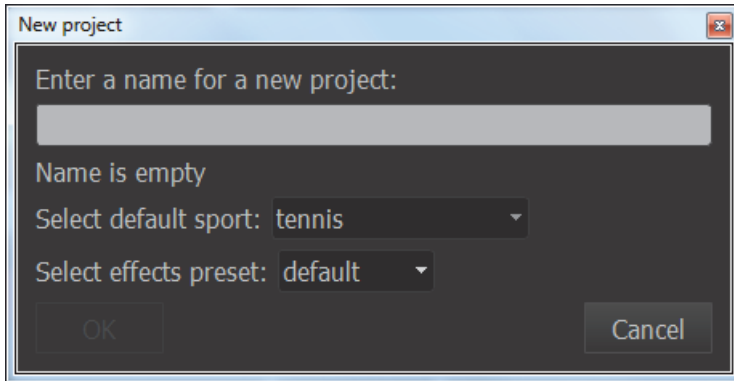 New project
Enter a name for a new project:
Name is empty
Select default sport: tennis
Select effects preset: default
OK Cancel